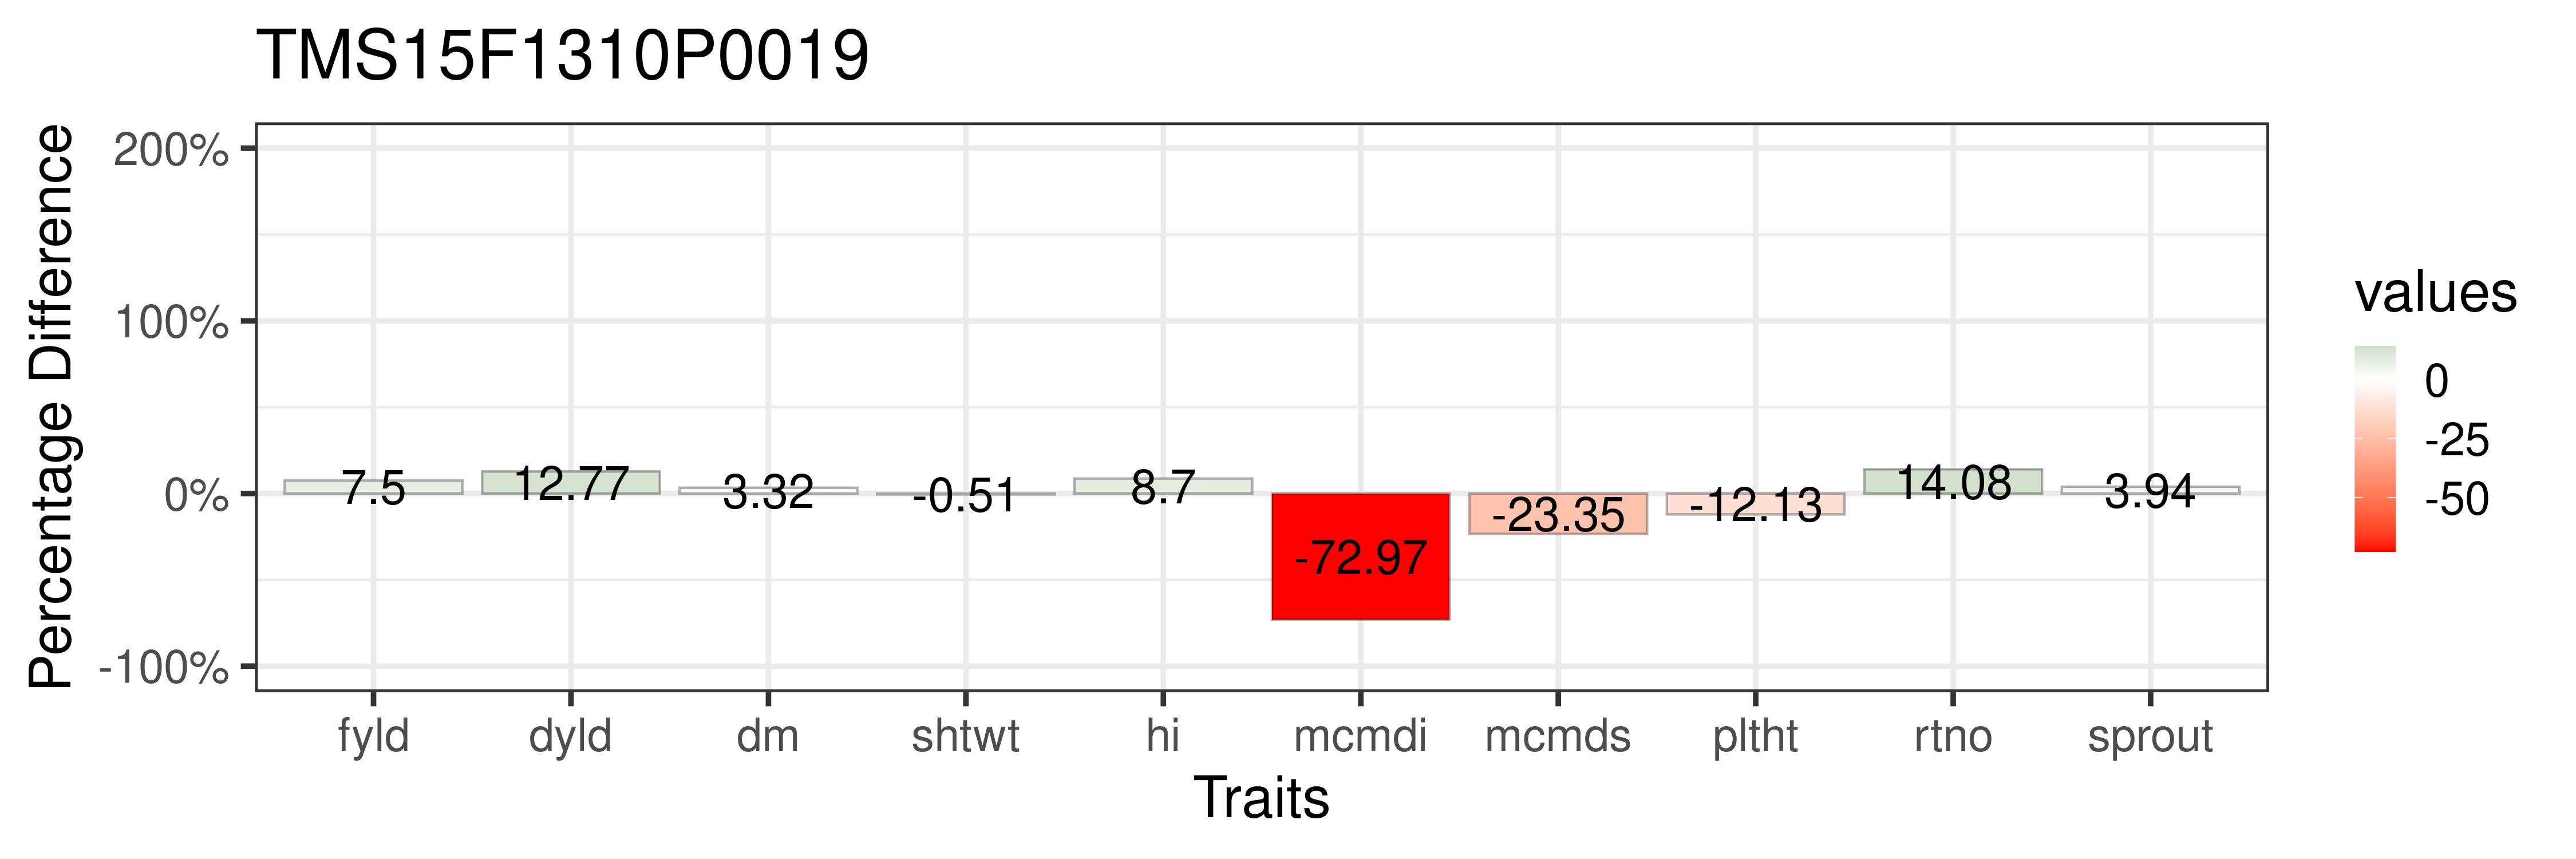 TMS15F1310P0019
Percentage Difference
200%
100%
0%
-100%
7.5
12.77
3.32
-0.51
8.7
-72.97
-23.35
-12.13
14.08
3.94
fyld
dyld
dm
shtwt
hi
mcmdi
mcmds
pltht
rtno
sprout
Traits
values
0
-25
-50